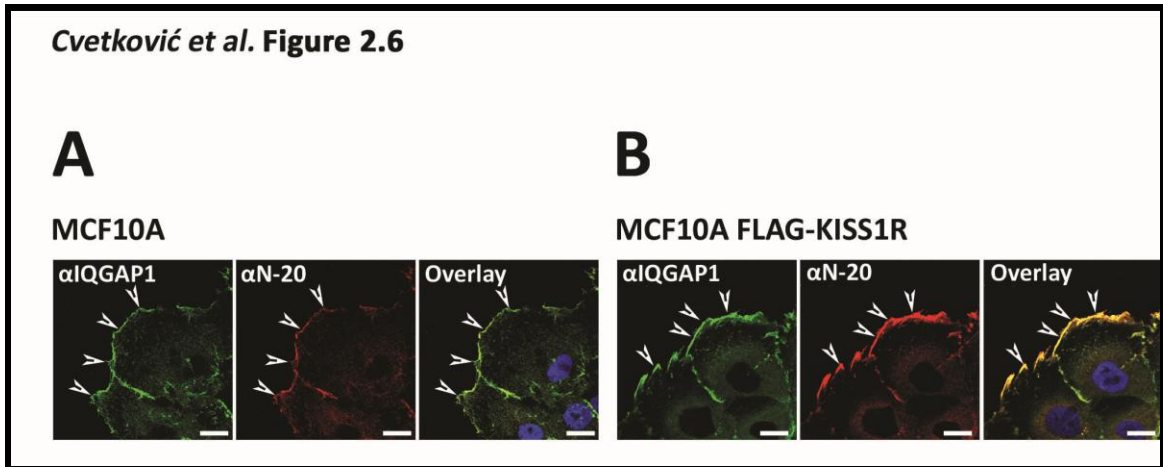 Cvetković et al. Figure 2.6
A
MCF10A
αIQGAP1 αN-20 Overlay
B
MCF10A FLAG-KISS1R
αIQGAP1 αN-20 Overlay